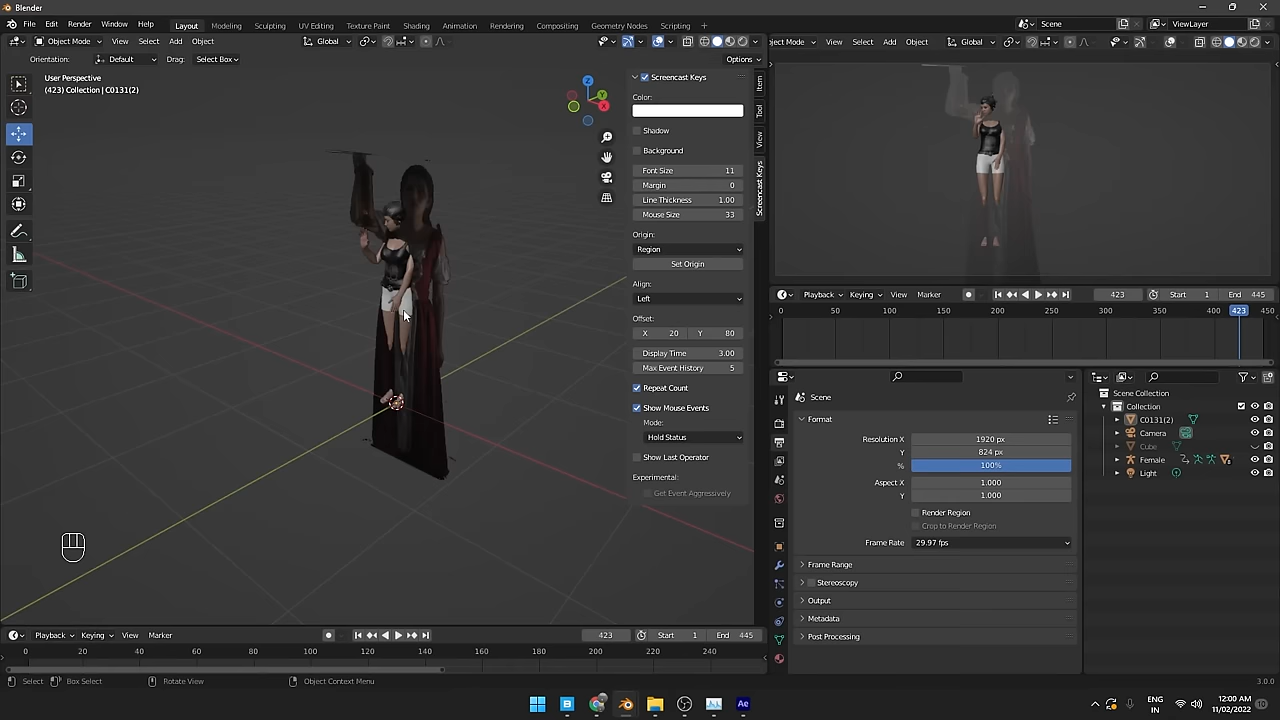 Blender
File Edit Render Window Help Layout Modeling Sculpting UV Editing Texture Paint Shading Animation Rendering Compositing Geometry Nodes Scripting + Scene ViewLayer
Object Mode View Select Add Object Global
Orientation: Default Drag: Select Box Options
User Perspective
(423) Collection | C0131(2)
Z
Y
X
Screencast Keys
Color:
Shadow
Background
Font Size 11
Margin 0
Line Thickness 1.00
Mouse Size 33
Origin:
Region
Set Origin
Align:
Left
Offset:
X 20 Y 80
Display Time 3.00
Max Event History 5
Repeat Count
Show Mouse Events
Mode:
Hold Status
Show Last Operator
Experimental:
Get Event Aggressively
Item
Tool
View
Screencast Keys
ject Mode View Select Add Object Global
Playback Keying View Marker 423 Start 1 End 445
0 50 100 150 200 250 300 350 400 423 450
Scene
Format
Resolution X 1920 px
Y 824 px
% 100%
Aspect X 1.000
Y 1.000
Render Region
Crop to Render Region
Frame Rate 29.97 fps
Frame Range
Stereoscopy
Output
Metadata
Post Processing
Scene Collection
Collection
C0131(2)
Camera
Cube
Female
Light
Playback Keying View Marker 423 Start 1 End 445
0 20 40 60 80 100 120 140 160 180 200 220 240
Select Box Select Rotate View Object Context Menu 3.0.0
Ae
ENG
IN
12:00 AM
11/02/2022